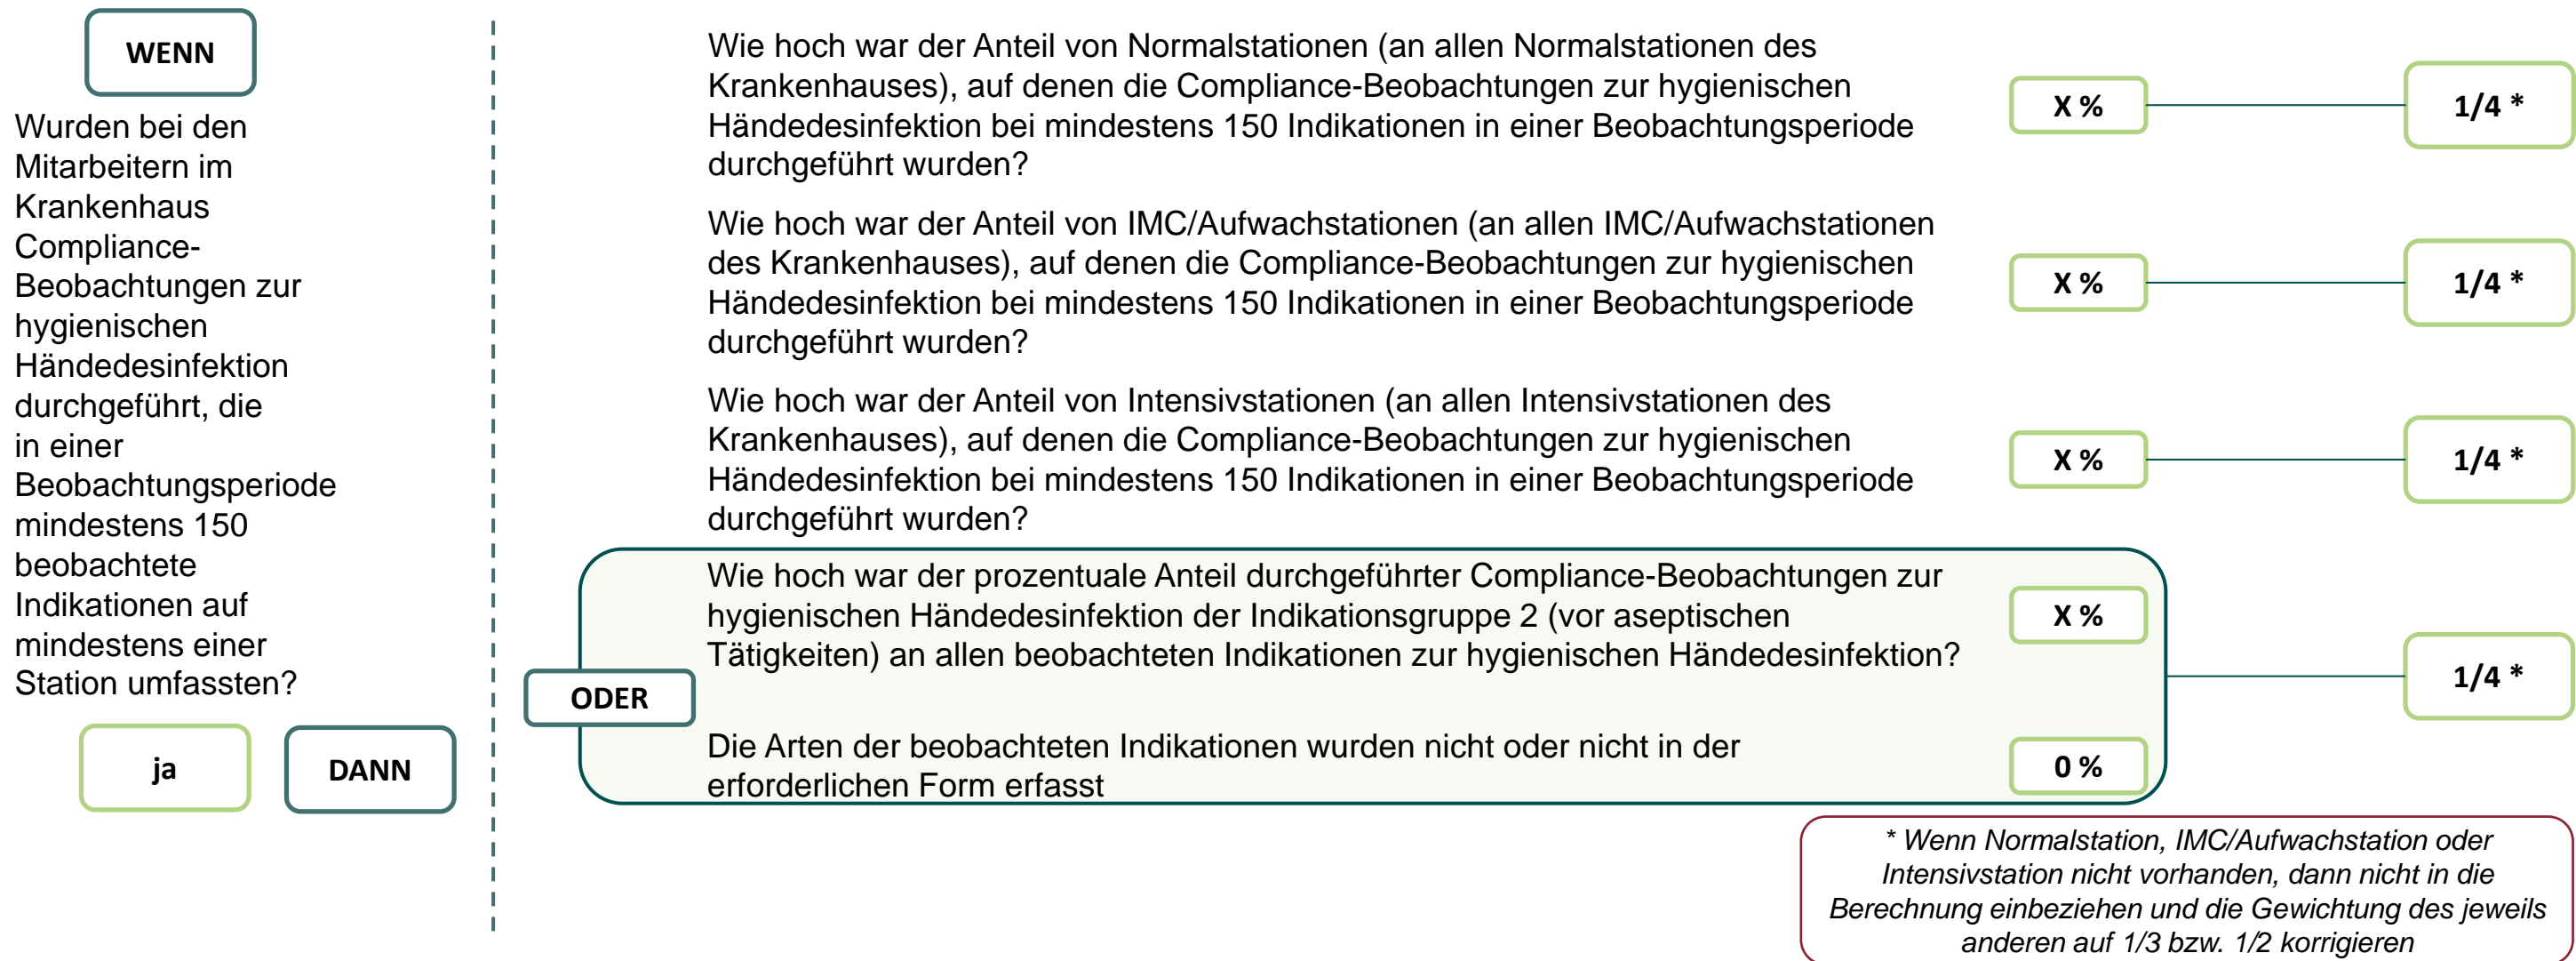 WENN
Wurden bei den
Mitarbeitern im
Krankenhaus
Compliance-
Beobachtungen zur
hygienischen
Händedesinfektion
durchgeführt, die
in einer
Beobachtungsperiode
mindestens 150
beobachtete
Indikationen auf
mindestens einer
Station umfassten?
ja
DANN
Wie hoch war der Anteil von Normalstationen (an allen Normalstationen des
Krankenhauses), auf denen die Compliance-Beobachtungen zur hygienischen
Händedesinfektion bei mindestens 150 Indikationen in einer Beobachtungsperiode
durchgeführt wurden?
X %
1/4 *
Wie hoch war der Anteil von IMC/Aufwachstationen (an allen IMC/Aufwachstationen
des Krankenhauses), auf denen die Compliance-Beobachtungen zur hygienischen
Händedesinfektion bei mindestens 150 Indikationen in einer Beobachtungsperiode
durchgeführt wurden?
X %
1/4 *
Wie hoch war der Anteil von Intensivstationen (an allen Intensivstationen des
Krankenhauses), auf denen die Compliance-Beobachtungen zur hygienischen
Händedesinfektion bei mindestens 150 Indikationen in einer Beobachtungsperiode
durchgeführt wurden?
X %
1/4 *
Wie hoch war der prozentuale Anteil durchgeführter Compliance-Beobachtungen zur
hygienischen Händedesinfektion der Indikationsgruppe 2 (vor aseptischen
Tätigkeiten) an allen beobachteten Indikationen zur hygienischen Händedesinfektion?
X %
ODER
1/4 *
Die Arten der beobachteten Indikationen wurden nicht oder nicht in der
erforderlichen Form erfasst
0 %
* Wenn Normalstation, IMC/Aufwachstation oder
Intensivstation nicht vorhanden, dann nicht in die
Berechnung einbeziehen und die Gewichtung des jeweils
anderen auf 1/3 bzw. 1/2 korrigieren